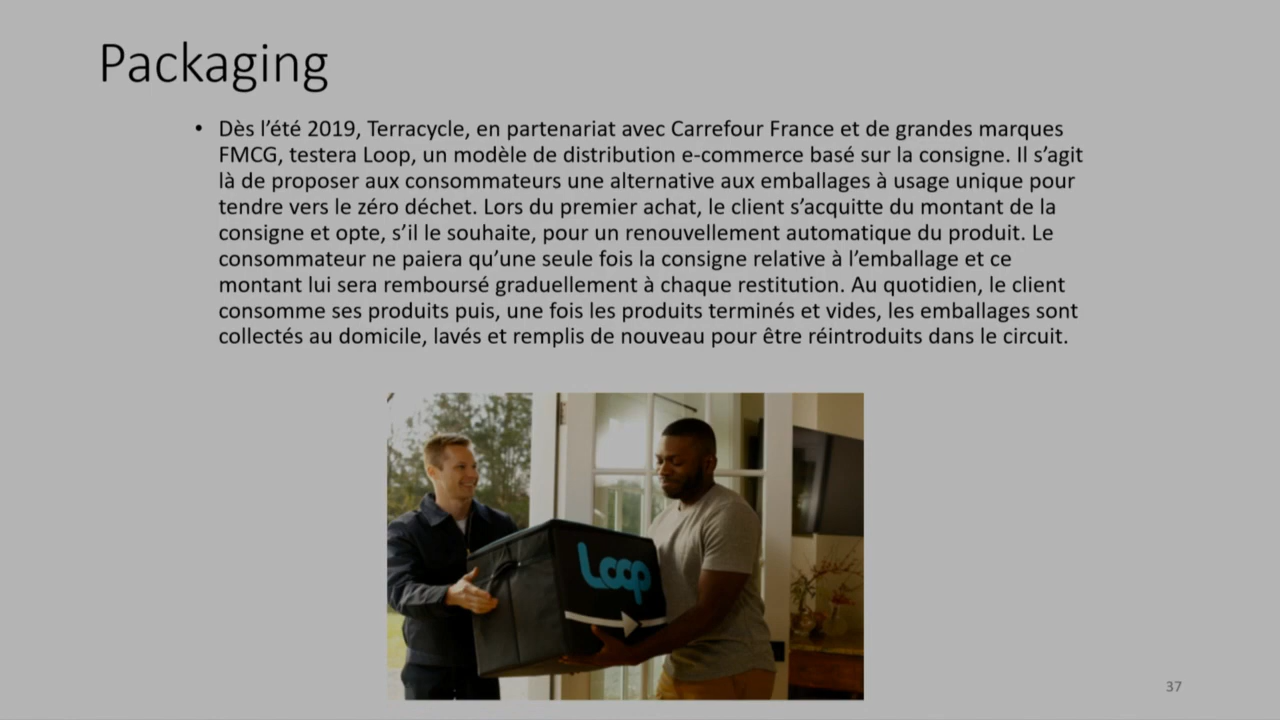 Packaging
• Dès l’été 2019, Terracycle, en partenariat avec Carrefour France et de grandes marques
FMCG, testera Loop, un modèle de distribution e-commerce basé sur la consigne. Il s’agit
là de proposer aux consommateurs une alternative aux emballages à usage unique pour
tendre vers le zéro déchet. Lors du premier achat, le client s’acquitte du montant de la
consigne et opte, s’il le souhaite, pour un renouvellement automatique du produit. Le
consommateur ne paiera qu’une seule fois la consigne relative à l’emballage et ce
montant lui sera remboursé graduellement à chaque restitution. Au quotidien, le client
consomme ses produits puis, une fois les produits terminés et vides, les emballages sont
collectés au domicile, lavés et remplis de nouveau pour être réintroduits dans le circuit.
Loop
37